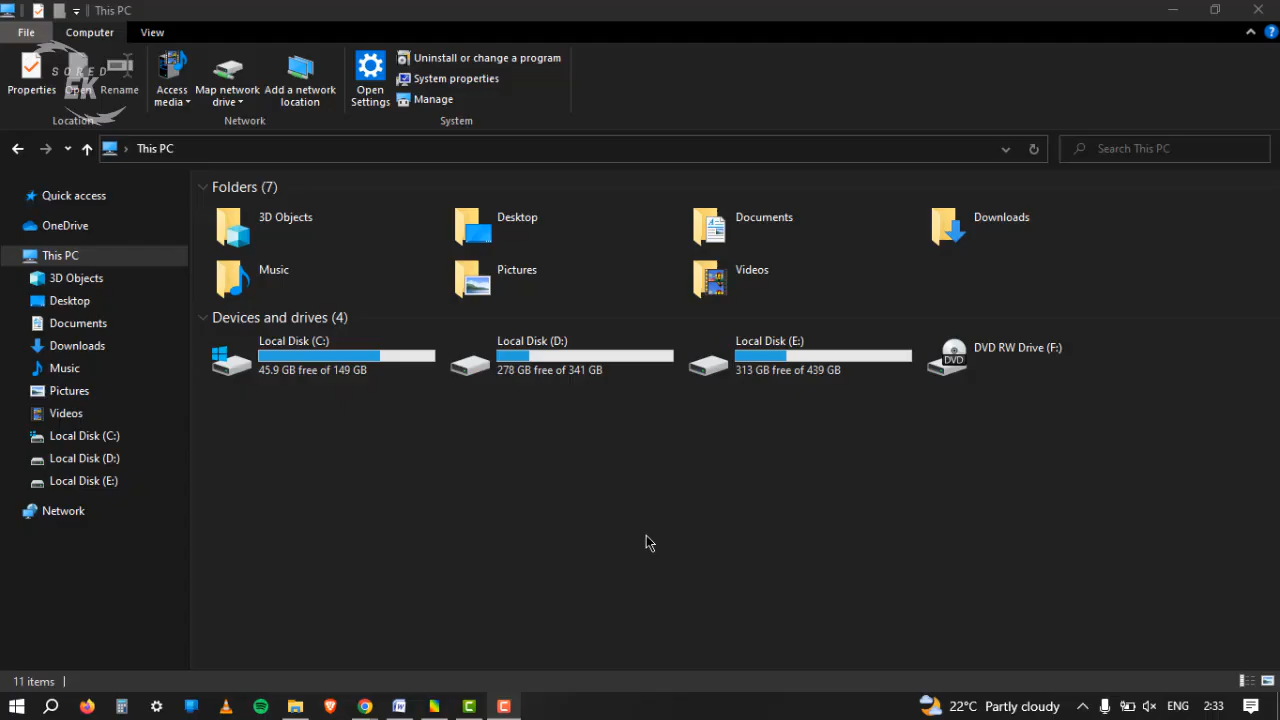 This PC
File Computer View
Properties Open Rename
SORED
EK
Location
Access media
Map network drive
Add a network location
Network
Open Settings
Uninstall or change a program
System properties
Manage
System
This PC
Search This PC
Quick access
OneDrive
This PC
3D Objects
Desktop
Documents
Downloads
Music
Pictures
Videos
Local Disk (C:)
Local Disk (D:)
Local Disk (E:)
Network
Folders (7)
3D Objects Desktop Documents Downloads
Music Pictures Videos
Devices and drives (4)
Local Disk (C:)
45.9 GB free of 149 GB
Local Disk (D:)
278 GB free of 341 GB
Local Disk (E:)
313 GB free of 439 GB
DVD
DVD RW Drive (F:)
11 items
22°C Partly cloudy ENG 2:33